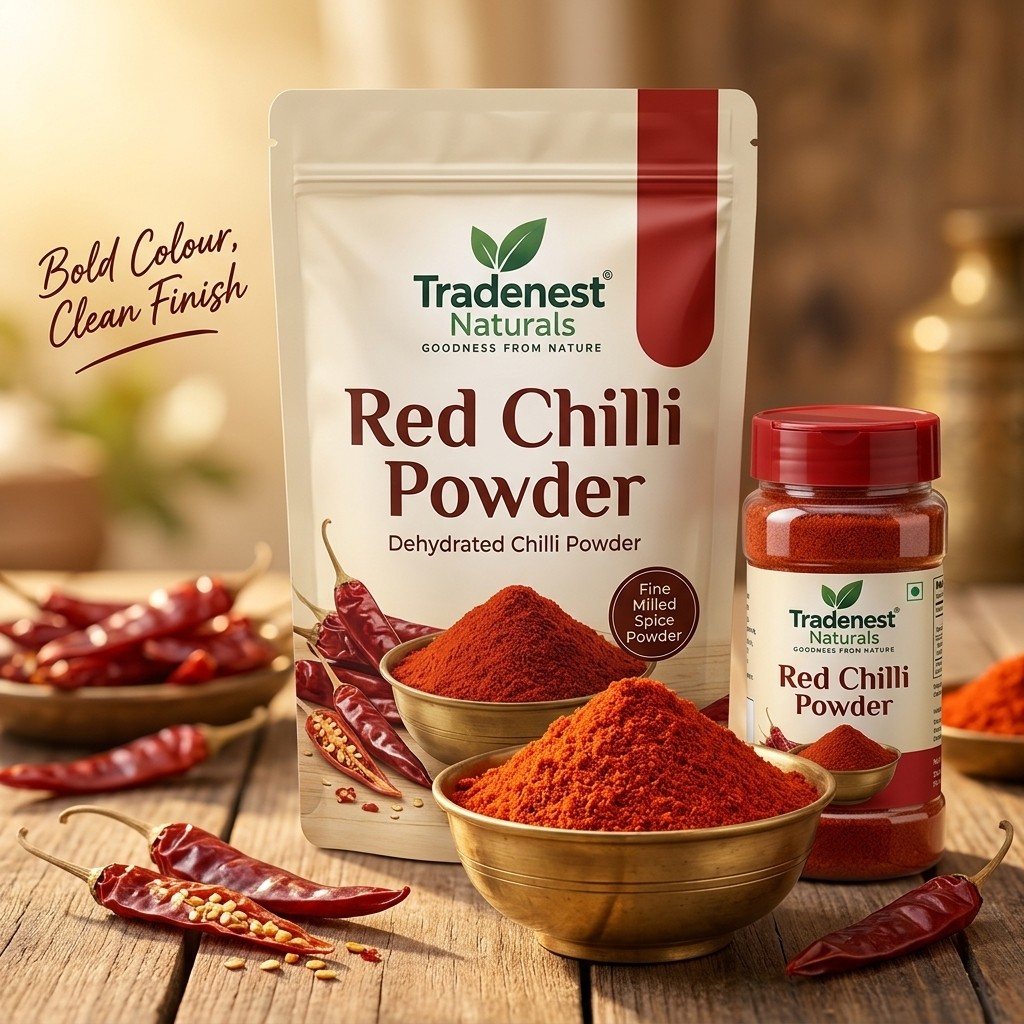 Bold Colour,
Clean Finish
Tradenest®
Naturals
GOODNESS FROM NATURE
Red Chilli
Powder
Dehydrated Chilli Powder
Fine
Milled
Spice
Powder
Tradenest®
Naturals
GOODNESS FROM NATURE
Red Chilli
Powder